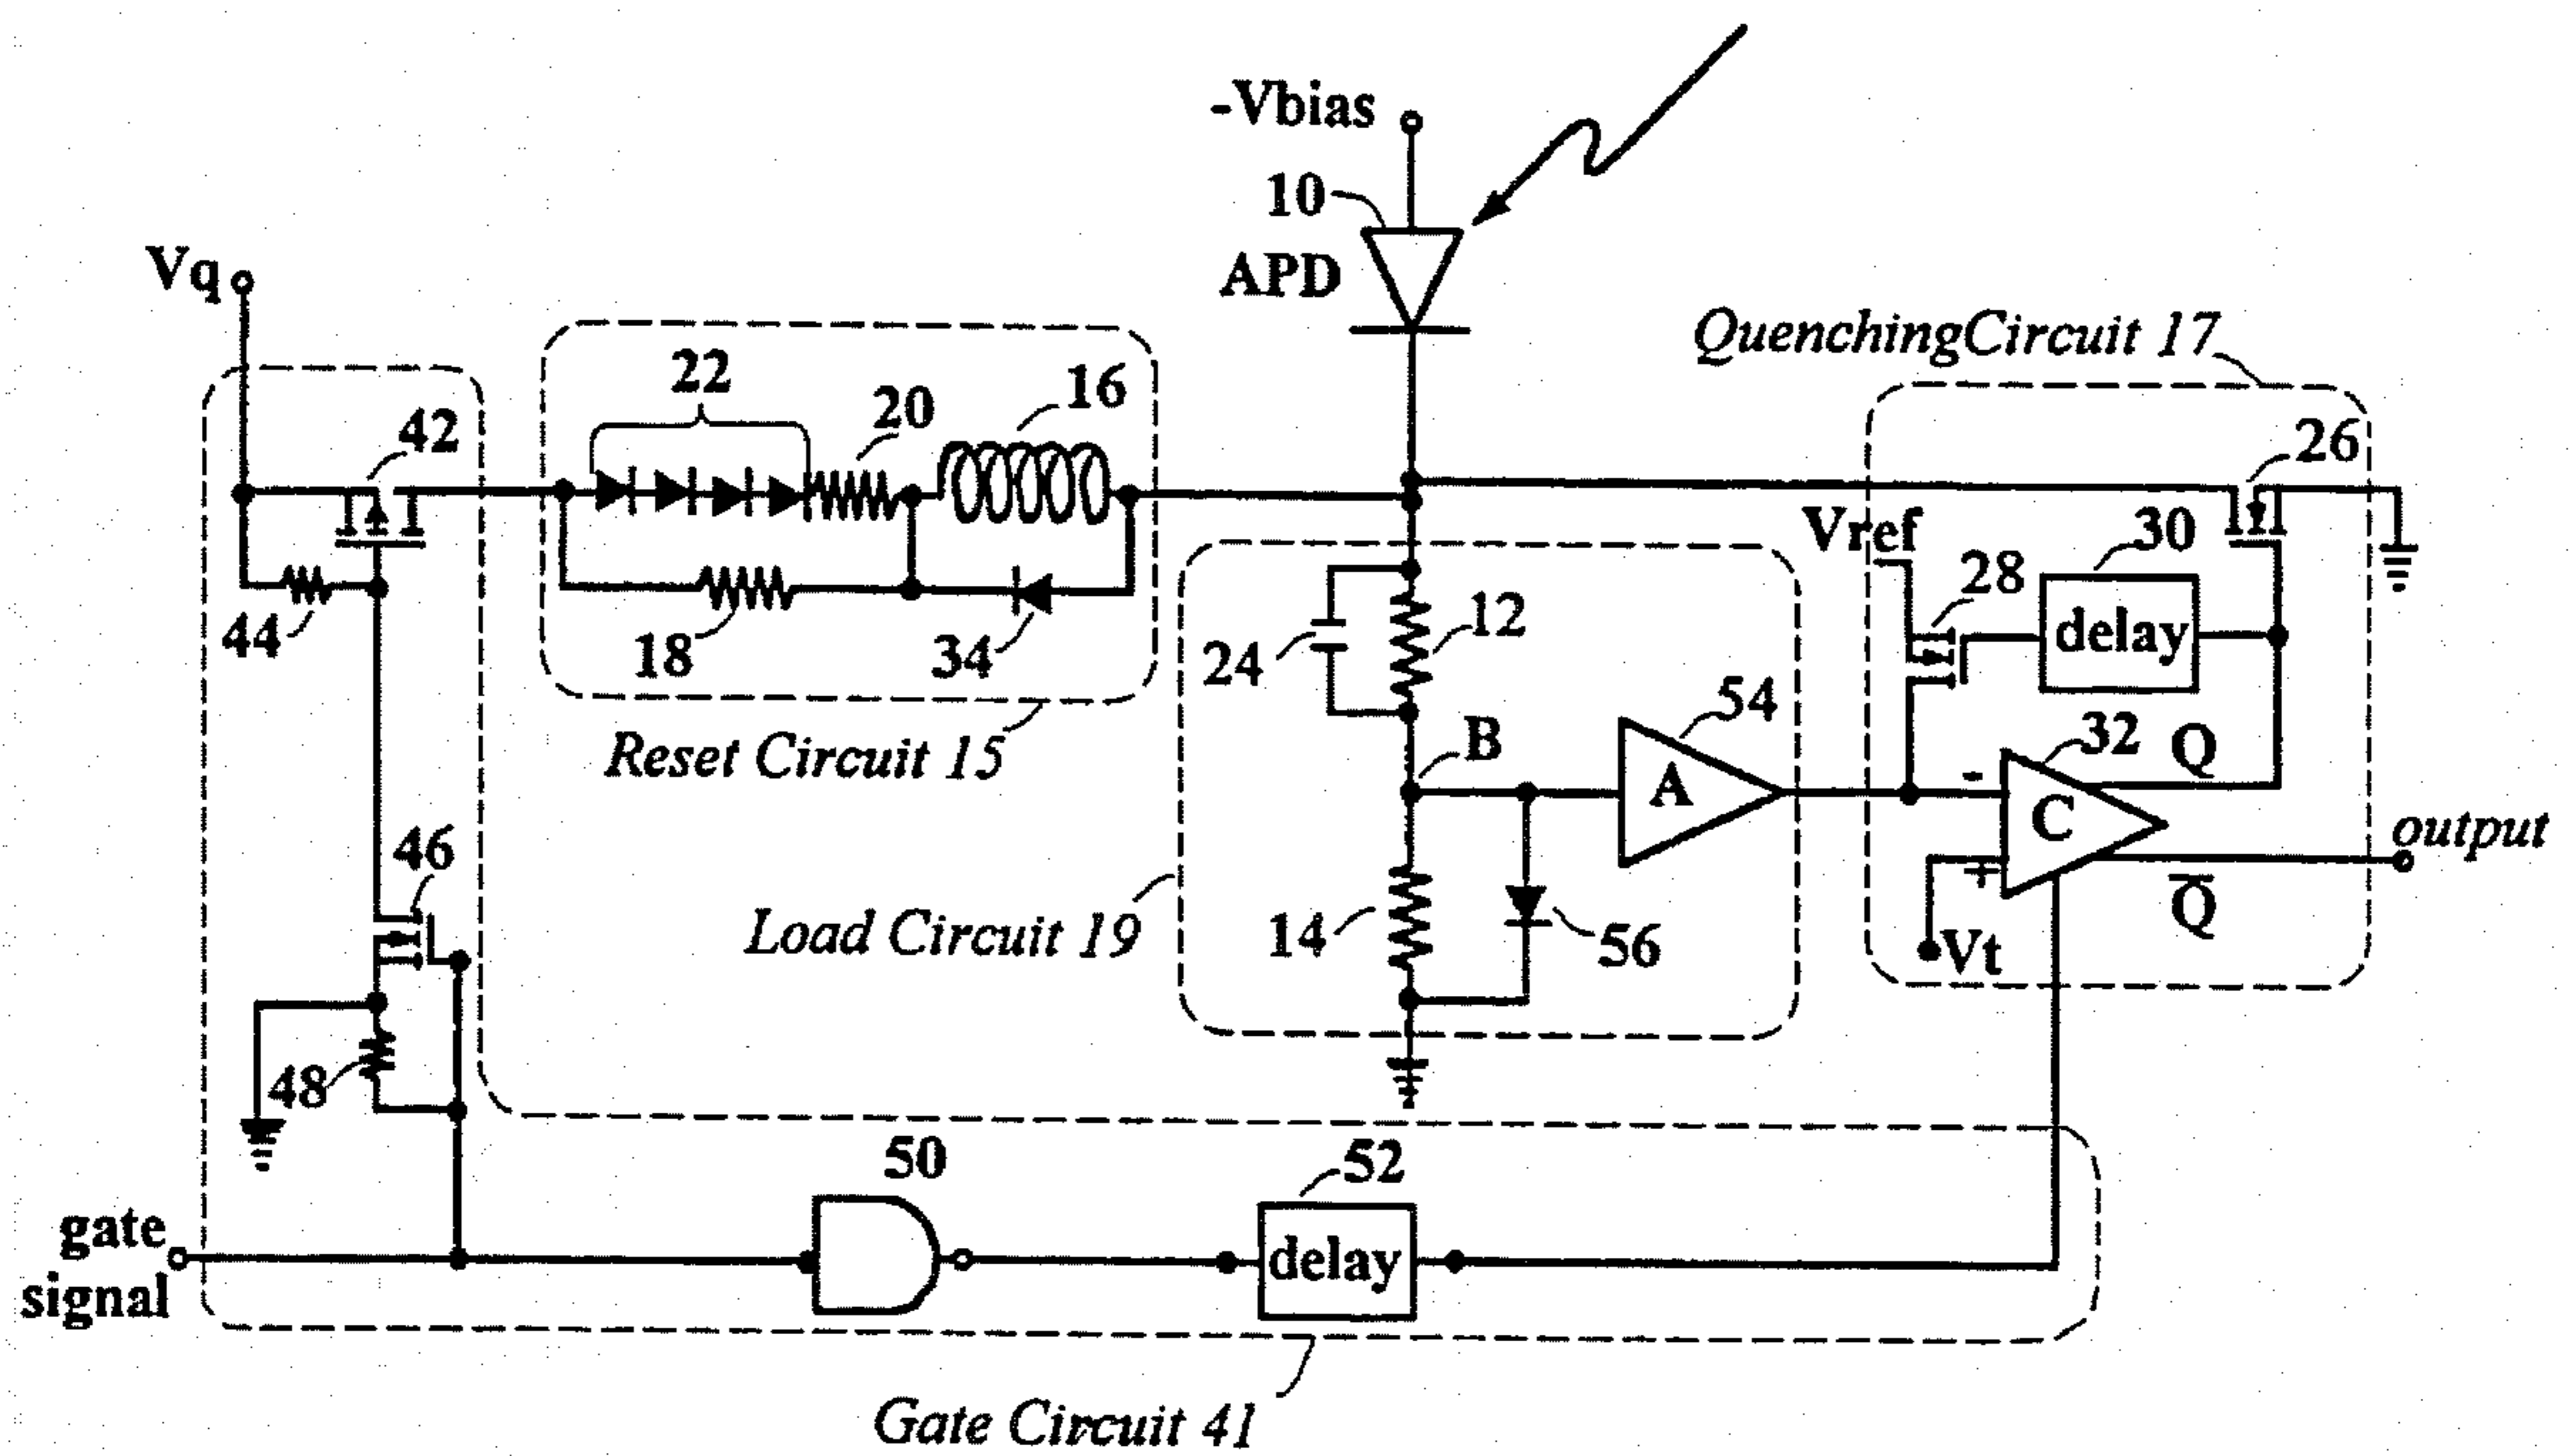 -Vbias
10
APD
Vq
QuenchingCircuit 17
22
20
16
42
26
Vref
30
28
delay
44
18
34
24
12
54
B
32
Q
A
-
C
Reset Circuit 15
output
46
+
Q̅
Load Circuit 19
14
56
Vt
48
50
52
gate
signal
delay
Gate Circuit 41